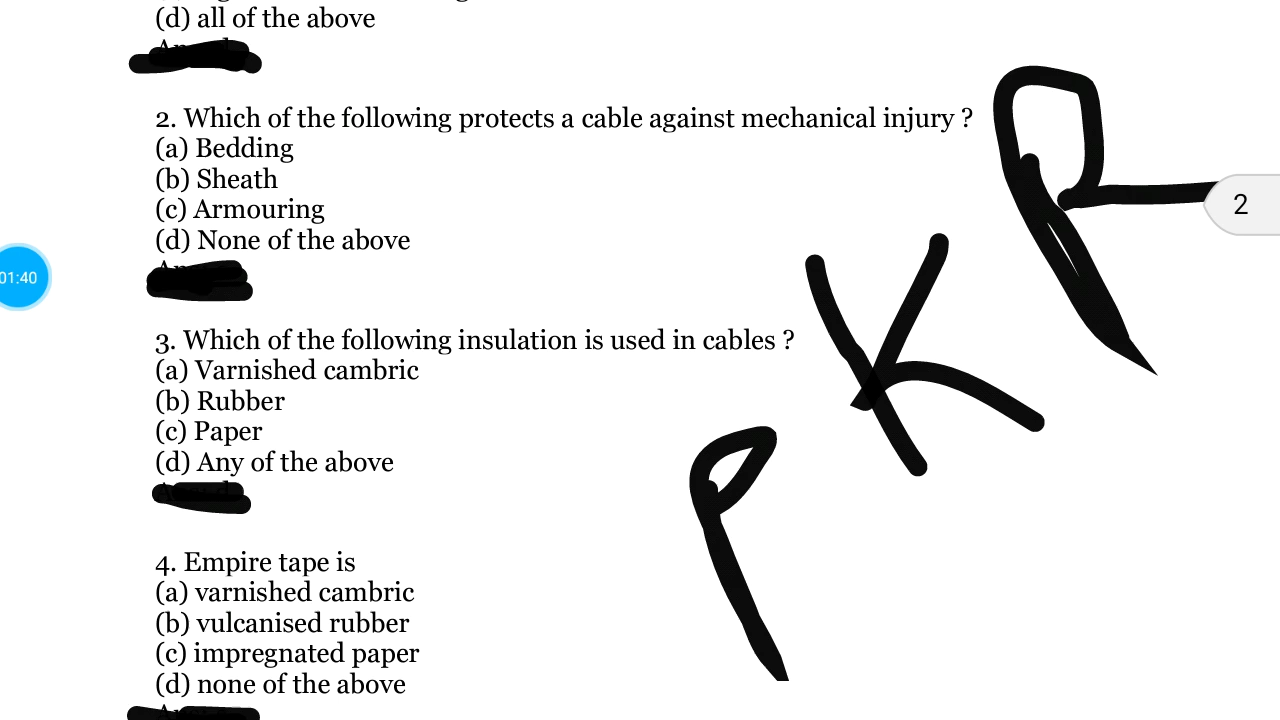 (d) all of the above
2. Which of the following protects a cable against mechanical injury ?
(a) Bedding
(b) Sheath
(c) Armouring
(d) None of the above
3. Which of the following insulation is used in cables ?
(a) Varnished cambric
(b) Rubber
(c) Paper
(d) Any of the above
4. Empire tape is
(a) varnished cambric
(b) vulcanised rubber
(c) impregnated paper
(d) none of the above
P K R
2
01:40